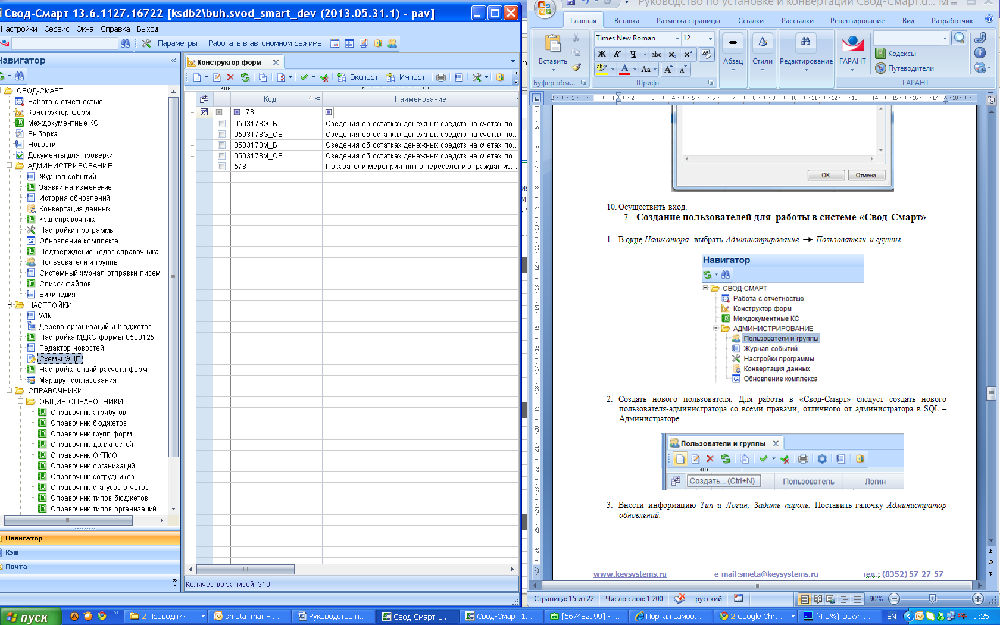 Свод-Смарт 13.6.1127.16722 [ksdb2\buh.svod_smart_dev (2013.05.31.1) - pav]
Настройки Сервис Окна Справка Выход
Параметры Работать в автономном режиме
Навигатор
СВОД-СМАРТ
Работа с отчетностью
Конструктор форм
Междокументные КС
Выборка
Новости
Документы для проверки
АДМИНИСТРИРОВАНИЕ
Журнал событий
Заявки на изменение
История обновлений
Конвертация данных
Кэш справочника
Настройки программы
Обновление комплекса
Подтверждение кодов справочника
Пользователи и группы
Системный журнал отправки писем
Список файлов
Википедия
НАСТРОЙКИ
Wiki
Дерево организаций и бюджетов
Настройка МДКС формы 0503125
Редактор новостей
Схемы ЭЦП
Настройка опций расчета форм
Маршрут согласования
СПРАВОЧНИКИ
ОБЩИЕ СПРАВОЧНИКИ
Справочник атрибутов
Справочник бюджетов
Справочник групп форм
Справочник должностей
Справочник ОКТМО
Справочник организаций
Справочник сотрудников
Справочник статусов отчетов
Справочник типов бюджетов
Справочник типов организаций
Навигатор
Кэш
Почта
Конструктор форм
Экспорт Импорт
Код Наименование
78
0503178G_Б Сведения об остатках денежных средств на счетах по...
0503178G_СВ Сведения об остатках денежных средств на счетах по...
0503178M_Б Сведения об остатках денежных средств на счетах по...
0503178M_СВ Сведения об остатках денежных средств на счетах по...
578 Показатели мероприятий по переселению граждан из...
Количество записей: 310
Руководство по установке и конвертации Свод-Смарт.d...
Главная Вставка Разметка страницы Ссылки Рассылки Рецензирование Вид Разработчик
Times New Roman 12
Вставить
Ж К Ч abc x₂ x²
ab A Aa A A
Абзац Стили Редактирование ГАРАНТ
Кодексы
Путеводители
Буфер обм... Шрифт ГАРАНТ
OK Отмена
10. Осуществить вход.
7. Создание пользователей для работы в системе «Свод-Смарт»
1. В окне Навигатора выбрать Администрирование → Пользователи и группы.
Навигатор
СВОД-СМАРТ
Работа с отчетностью
Конструктор форм
Междокументные КС
АДМИНИСТРИРОВАНИЕ
Пользователи и группы
Журнал событий
Настройки программы
Конвертация данных
Обновление комплекса
2. Создать нового пользователя. Для работы в «Свод-Смарт» следует создать нового
пользователя-администратора со всеми правами, отличного от администратора в SQL –
Администраторе.
Пользователи и группы
Создать... (Ctrl+N) Пользователь Логин
3. Внести информацию Тип и Логин, Задать пароль. Поставить галочку Администратор
обновлений.
www.keysystems.ru e-mail:smeta@keysystems.ru тел.: (8352) 57-27-57
Страница: 15 из 22 Число слов: 1 200 русский 90%
пуск 2 Проводник smeta_mail - ... Руководство п... Свод-Смарт 1... Свод-Смарт 1... [667482999] - ... Портал самоо... 2 Google Chr... {4.0%} Downl... EN 9:25